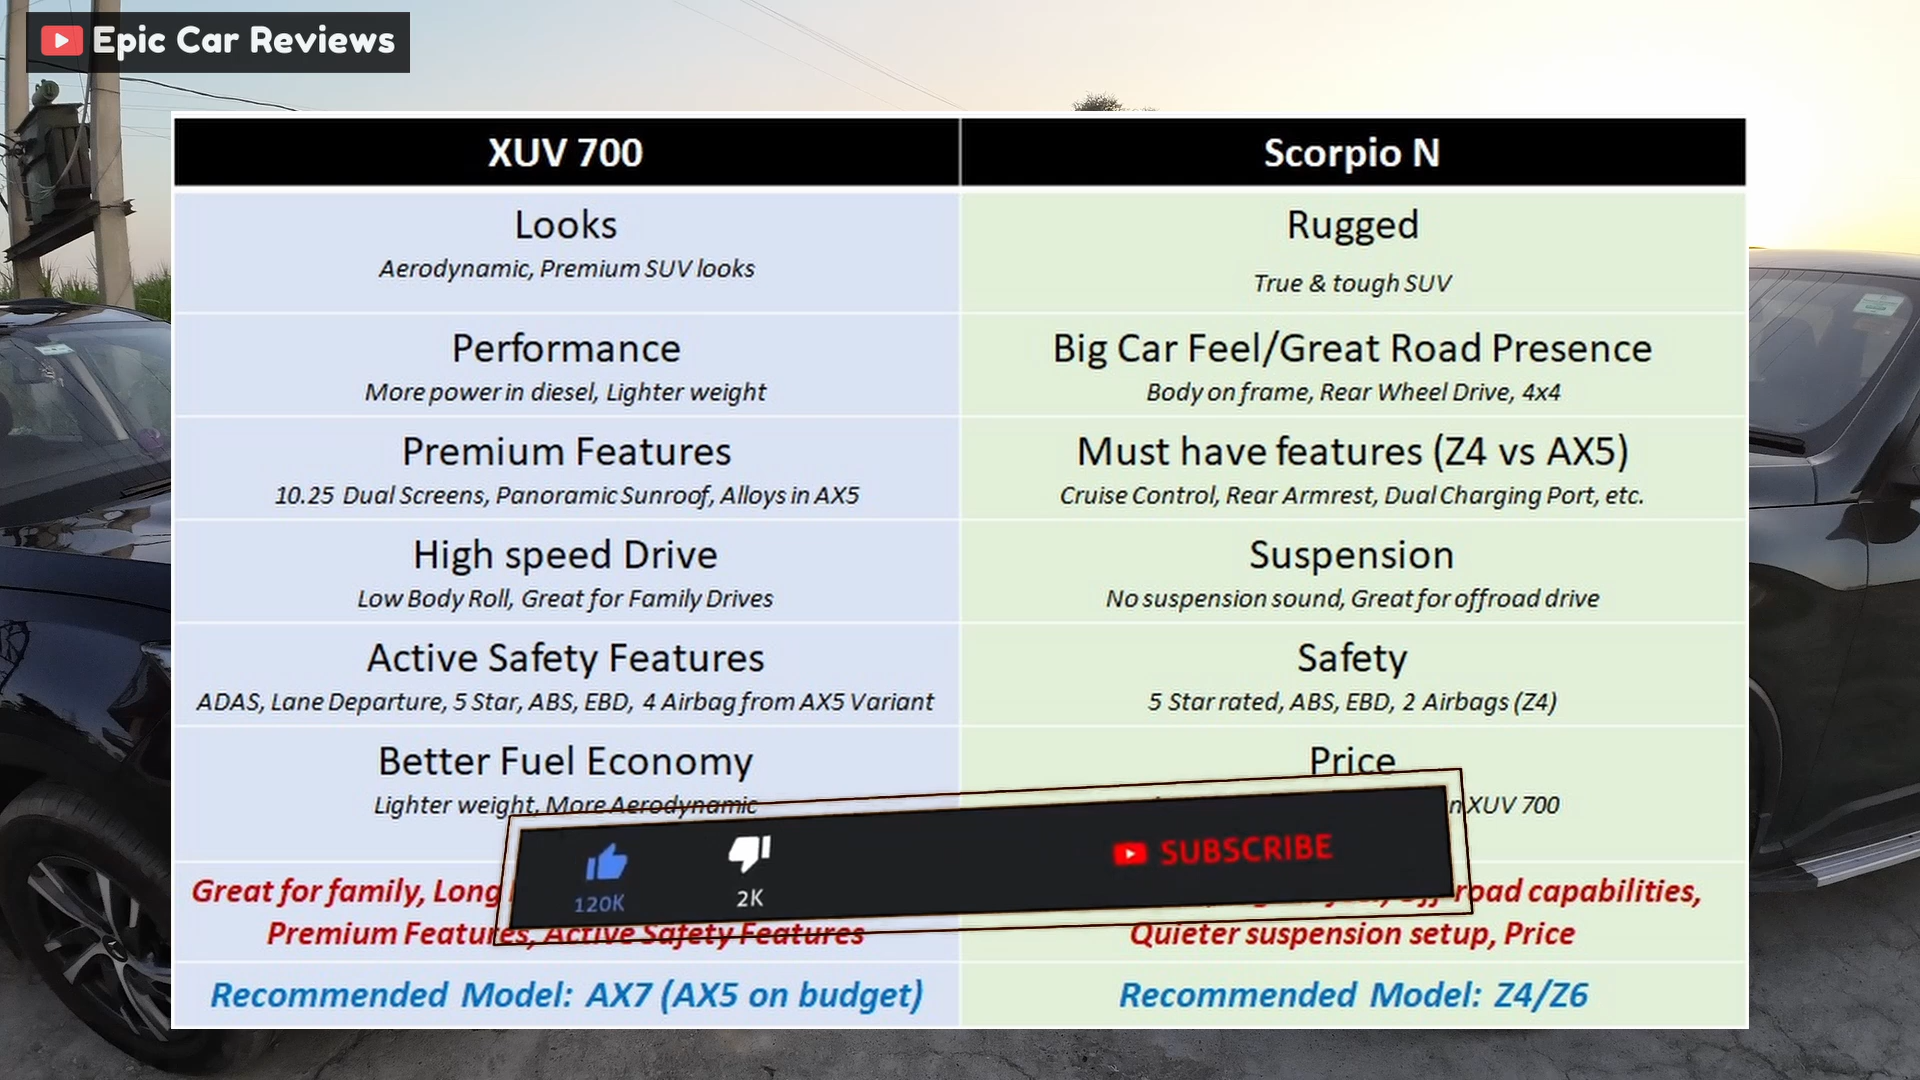 Epic Car Reviews
XUV 700
Scorpio N
Looks
Aerodynamic, Premium SUV looks
Rugged
True & tough SUV
Performance
More power in diesel, Lighter weight
Big Car Feel/Great Road Presence
Body on frame, Rear Wheel Drive, 4x4
Premium Features
10.25 Dual Screens, Panoramic Sunroof, Alloys in AX5
Must have features (Z4 vs AX5)
Cruise Control, Rear Armrest, Dual Charging Port, etc.
High speed Drive
Low Body Roll, Great for Family Drives
Suspension
No suspension sound, Great for offroad drive
Active Safety Features
ADAS, Lane Departure, 5 Star, ABS, EBD, 4 Airbag from AX5 Variant
Safety
5 Star rated, ABS, EBD, 2 Airbags (Z4)
Better Fuel Economy
Lighter weight, More Aerodynamic
Price
XUV 700
120K
2K
SUBSCRIBE
Great for family, Long
Premium Features, Active Safety Features
road capabilities,
Quieter suspension setup, Price
Recommended Model: AX7 (AX5 on budget)
Recommended Model: Z4/Z6